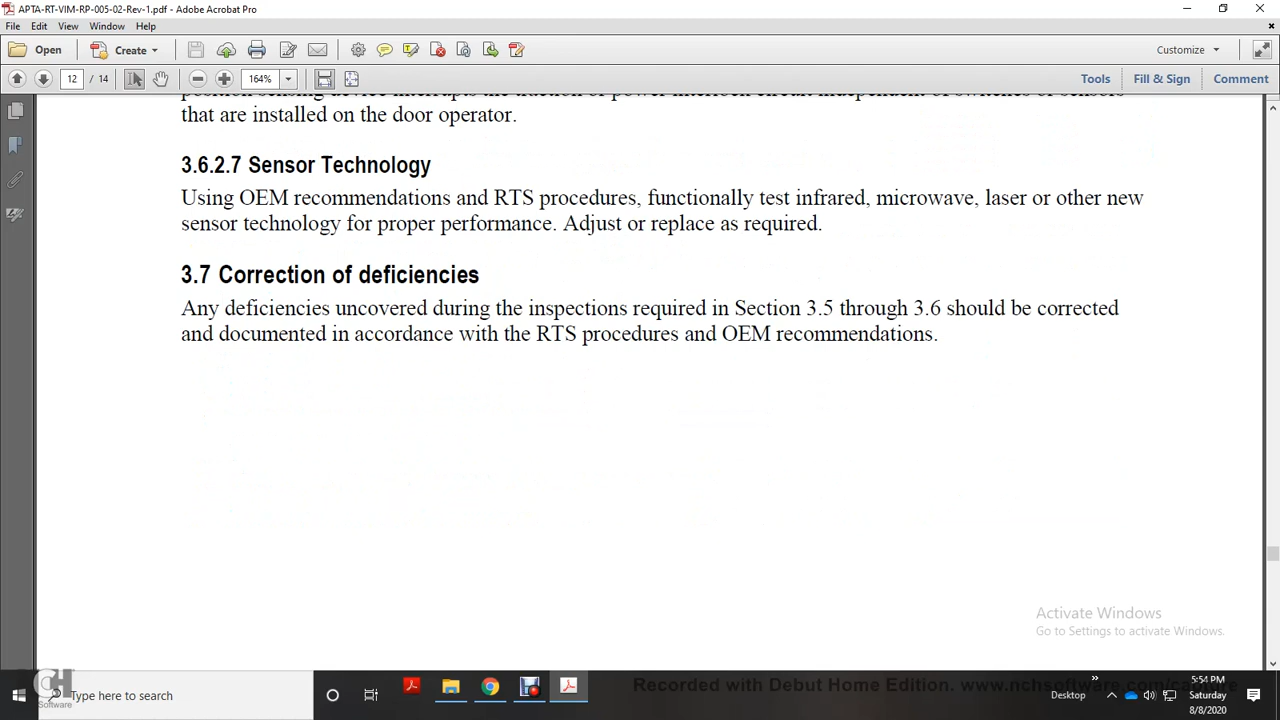 APTA-RT-VIM-RP-005-02-Rev-1.pdf - Adobe Acrobat Pro
File Edit View Window Help
Open Create Customize
12 / 14 164% Tools Fill & Sign Comment
that are installed on the door operator.
3.6.2.7 Sensor Technology
Using OEM recommendations and RTS procedures, functionally test infrared, microwave, laser or other new
sensor technology for proper performance. Adjust or replace as required.
3.7 Correction of deficiencies
Any deficiencies uncovered during the inspections required in Section 3.5 through 3.6 should be corrected
and documented in accordance with the RTS procedures and OEM recommendations.
Activate Windows
Go to Settings to activate Windows.
NCH Software
Type here to search
Recorded with Debut Home Edition. www.nchsoftware.com/capture
Desktop
5:54 PM
Saturday
8/8/2020